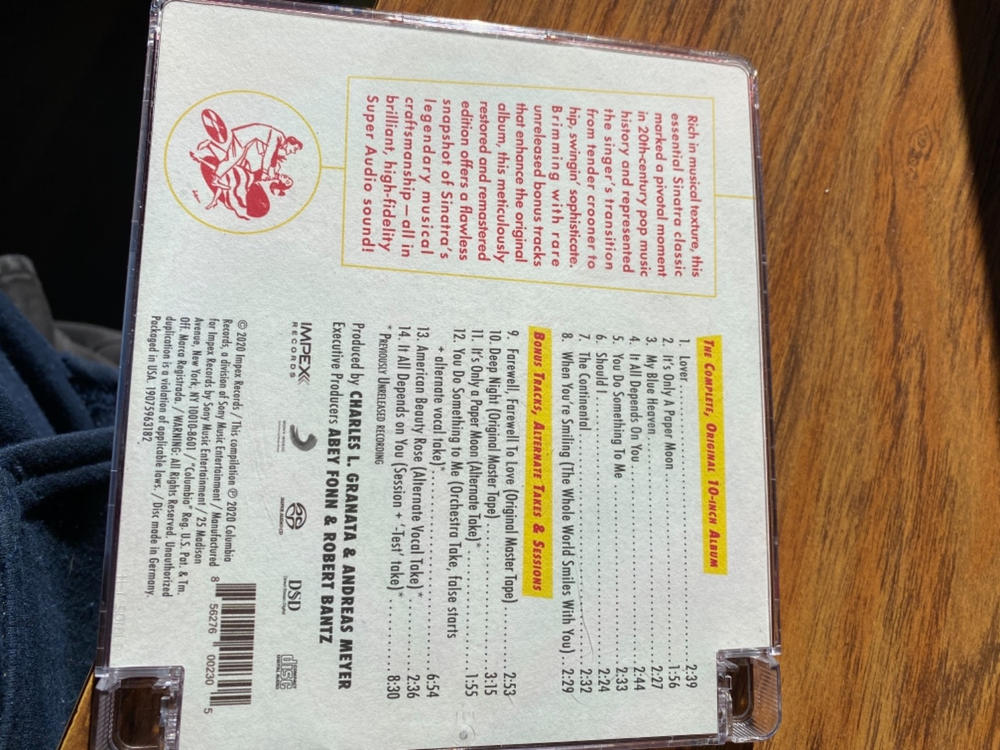 Rich in musical texture, this
essential Sinatra classic
marked a pivotal moment
in 20th-century pop music
history and represented
the singer's transition
from tender crooner to
hip, swingin' sophisticate.
Brimming with rare
unreleased bonus tracks
that enhance the original
album, this meticulously
restored and remastered
edition offers a flawless
snapshot of Sinatra's
legendary musical
craftsmanship—all in
brilliant, high-fidelity
Super Audio sound!
THE COMPLETE, ORIGINAL 10-INCH ALBUM
1. Lover 2:39
2. It's Only A Paper Moon 1:56
3. My Blue Heaven 2:27
4. It All Depends On You 2:44
5. You Do Something To Me 2:33
6. Should I 2:24
7. The Continental 2:32
8. When You're Smiling (The Whole World Smiles With You) 2:29
BONUS TRACKS, ALTERNATE TAKES & SESSIONS
9. Farewell, Farewell To Love (Original Master Tape) 2:53
10. Deep Night (Original Master Tape) 3:15
11. It's Only a Paper Moon (Alternate Take)* 1:55
12. You Do Something to Me (Orchestra Take, false starts
+ alternate vocal take)* 6:54
13. American Beauty Rose (Alternate Vocal Take)* 2:36
14. It All Depends on You (Session + 'Test' take)* 8:30
* PREVIOUSLY UNRELEASED RECORDING
Produced by CHARLES L. GRANATA & ANDREAS MEYER
Executive Producers ABEY FONN & ROBERT BANTZ
IMPEX
RECORDS
DSD
disc
© 2020 Impex Records / This compilation ℗ 2020 Columbia
Records, a division of Sony Music Entertainment / Manufactured
for Impex Records by Sony Music Entertainment / 25 Madison
Avenue, New York, NY 10010-8601 / "Columbia" Reg. U.S. Pat. & Tm.
Off. Marca Registrada. / WARNING: All Rights Reserved. Unauthorized
duplication is a violation of applicable laws. / Disc made in Germany.
Packaged in USA. 19075963182
8 56276 00230 5